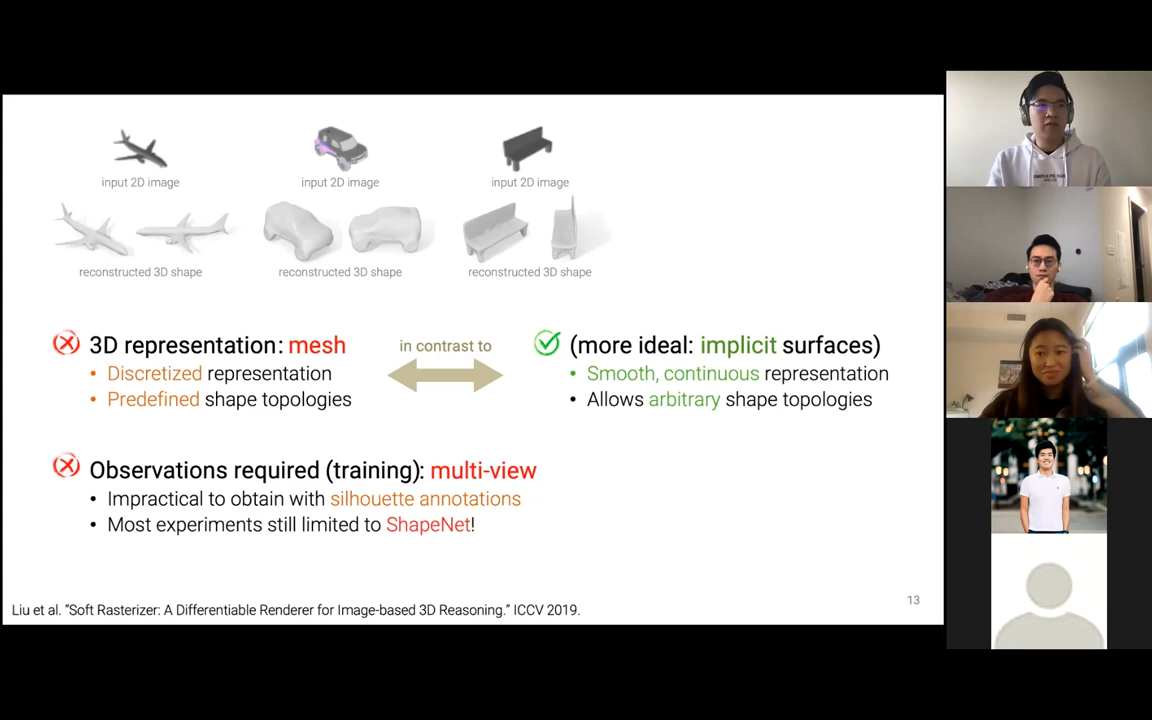 input 2D image
input 2D image
input 2D image
reconstructed 3D shape
reconstructed 3D shape
reconstructed 3D shape
3D representation: mesh
• Discretized representation
• Predefined shape topologies
in contrast to
(more ideal: implicit surfaces)
• Smooth, continuous representation
• Allows arbitrary shape topologies
Observations required (training): multi-view
• Impractical to obtain with silhouette annotations
• Most experiments still limited to ShapeNet!
Liu et al. “Soft Rasterizer: A Differentiable Renderer for Image-based 3D Reasoning.” ICCV 2019.
13